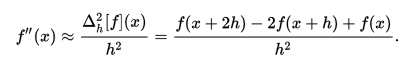 f″(x) ≈ Δ_h^2[f](x) / h^2 = (f(x + 2h) − 2f(x + h) + f(x)) / h^2.